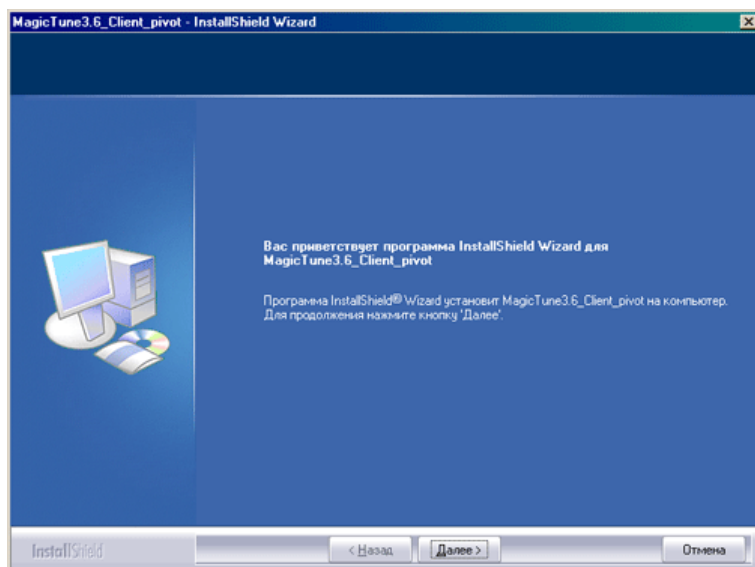 MagicTune3.6_Client_pivot - InstallShield Wizard
Вас приветствует программа InstallShield Wizard для
MagicTune3.6_Client_pivot
Программа InstallShield® Wizard установит MagicTune3.6_Client_pivot на компьютер.
Для продолжения нажмите кнопку 'Далее'.
InstallShield
< Назад
Далее >
Отмена